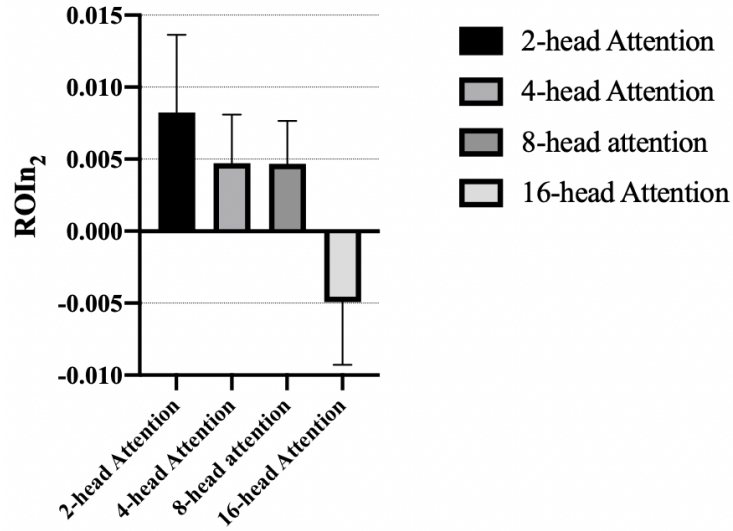 0.015
0.010
0.005
0.000
-0.005
-0.010
ROIn₂
2-head Attention
4-head Attention
8-head attention
16-head Attention
2-head Attention
4-head Attention
8-head attention
16-head Attention